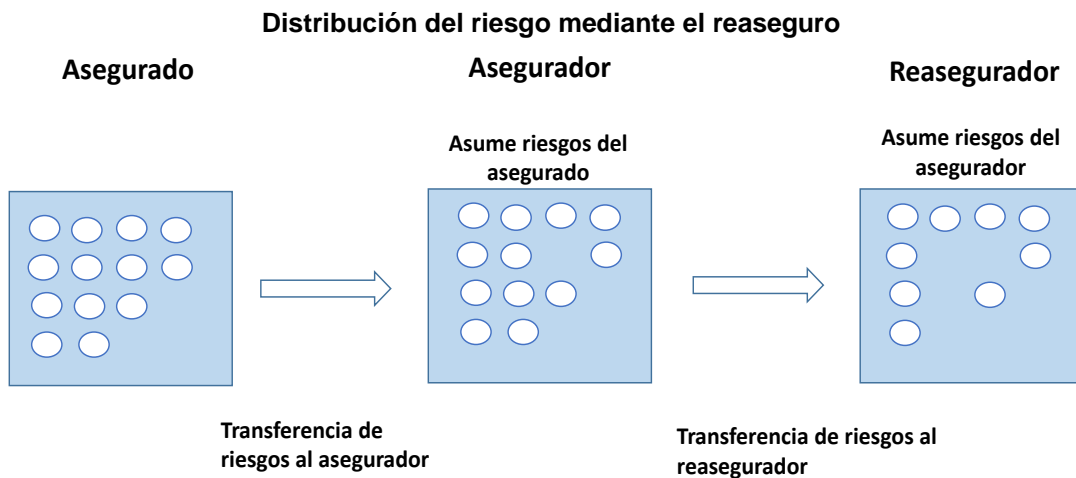 Distribución del riesgo mediante el reaseguro
Asegurado
Asegurador
Reasegurador
Asume riesgos del
asegurado
Asume riesgos del
asegurador
Transferencia de
riesgos al asegurador
Transferencia de riesgos al
reasegurador